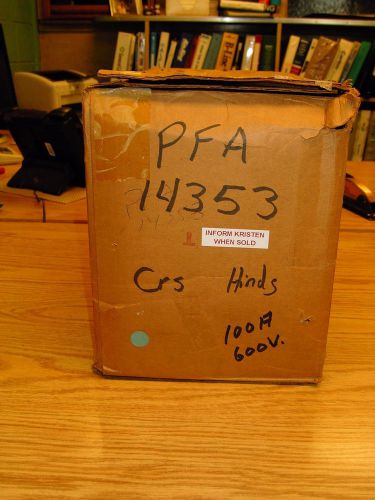 PFA
14353
INFORM KRISTEN
WHEN SOLD
Crs Hinds
100A
600V.